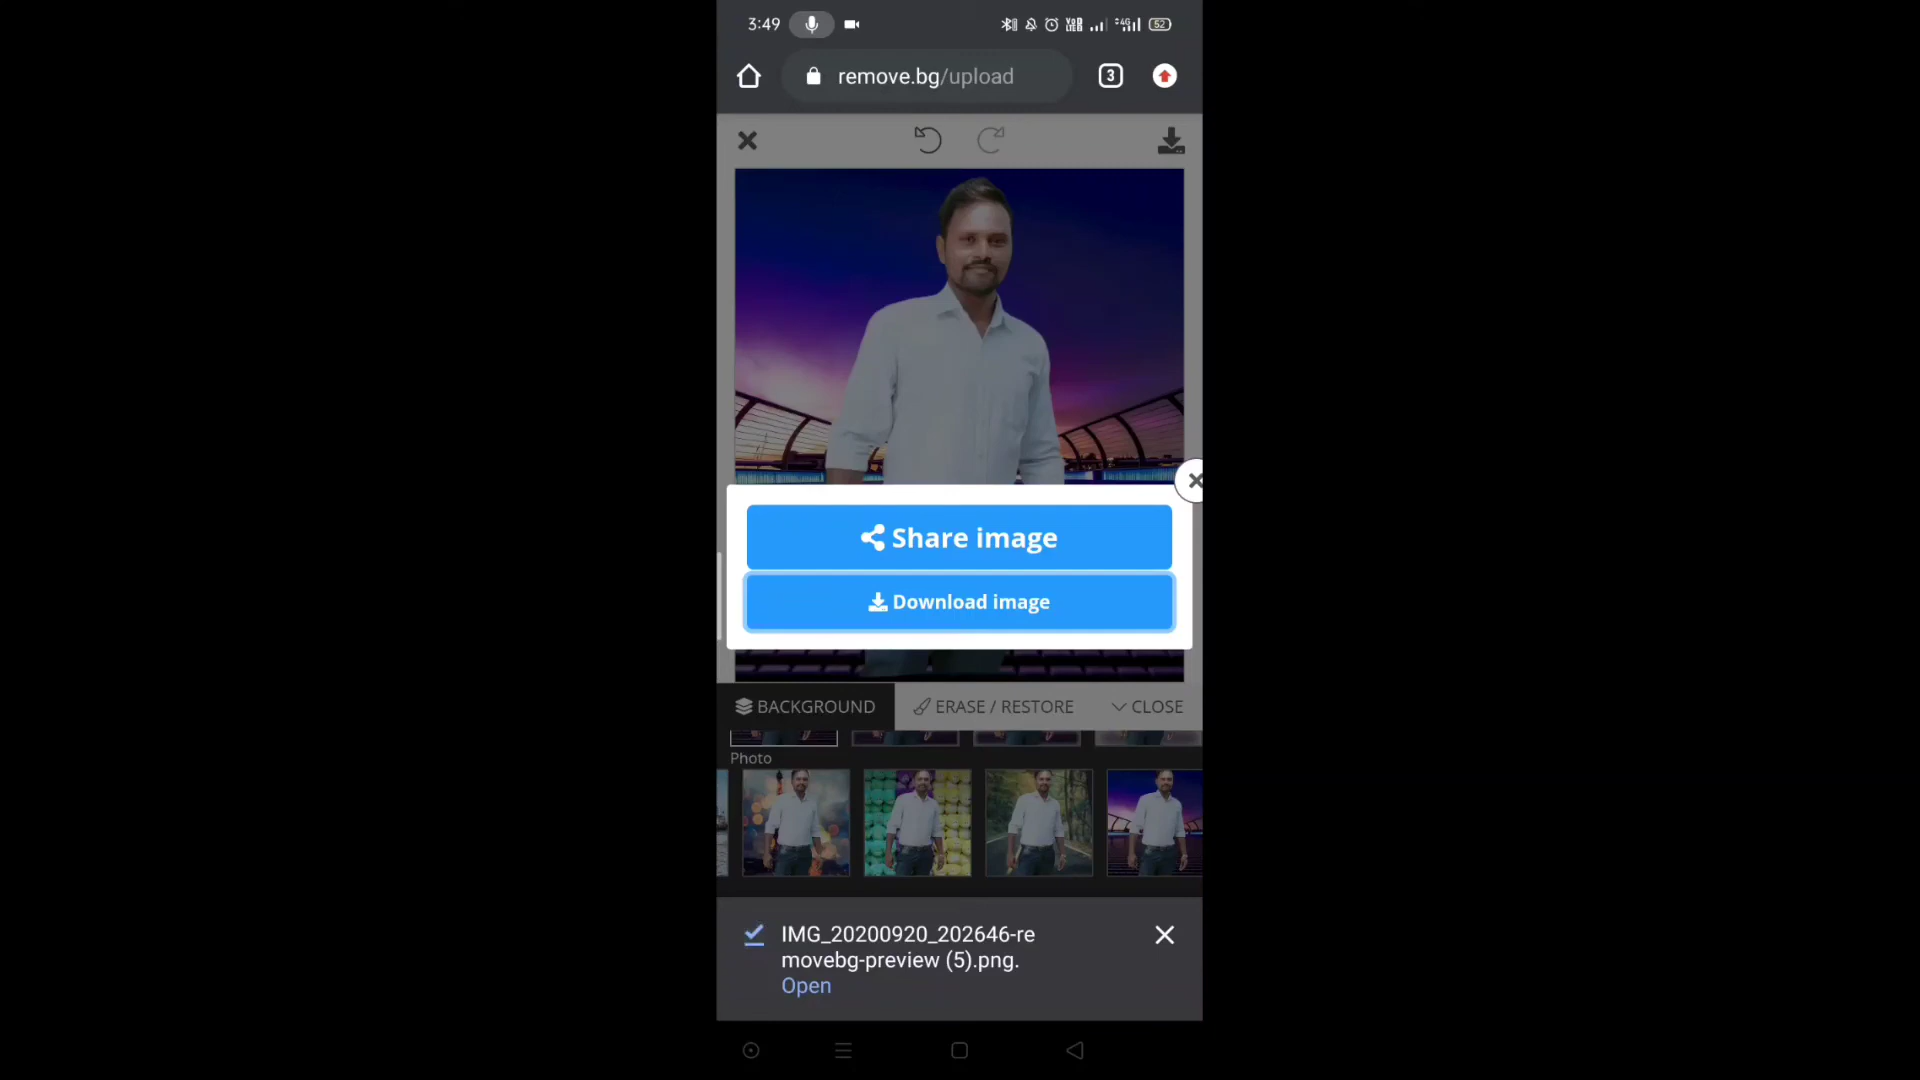 3:49
52
remove.bg/upload
3
Share image
Download image
BACKGROUND
ERASE / RESTORE
CLOSE
Photo
IMG_20200920_202646-re
movebg-preview (5).png.
Open